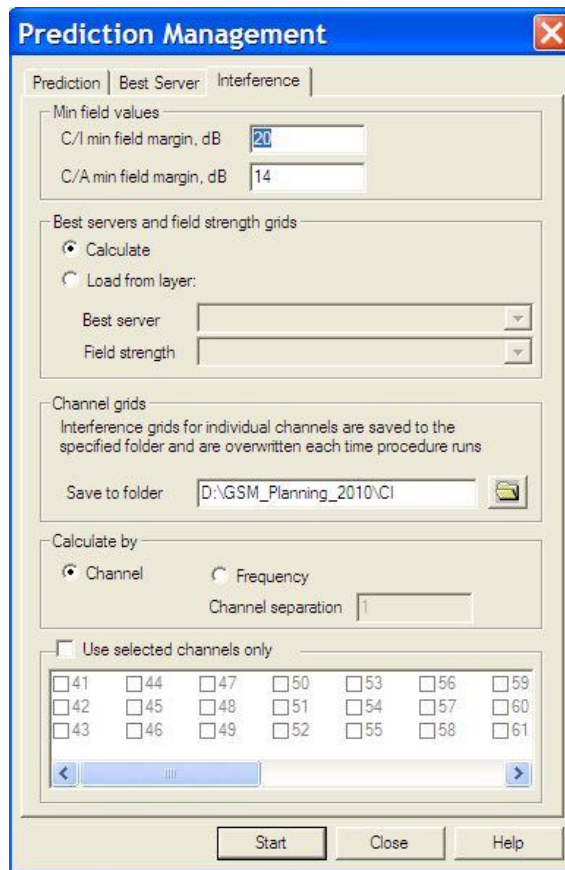 Prediction Management
Prediction Best Server Interference
Min field values
C/I min field margin, dB 20
C/A min field margin, dB 14
Best servers and field strength grids
Calculate
Load from layer:
Best server
Field strength
Channel grids
Interference grids for individual channels are saved to the
specified folder and are overwritten each time procedure runs
Save to folder D:\GSM_Planning_2010\CI
Calculate by
Channel Frequency
Channel separation 1
Use selected channels only
41 44 47 50 53 56 59
42 45 48 51 54 57 60
43 46 49 52 55 58 61
Start Close Help